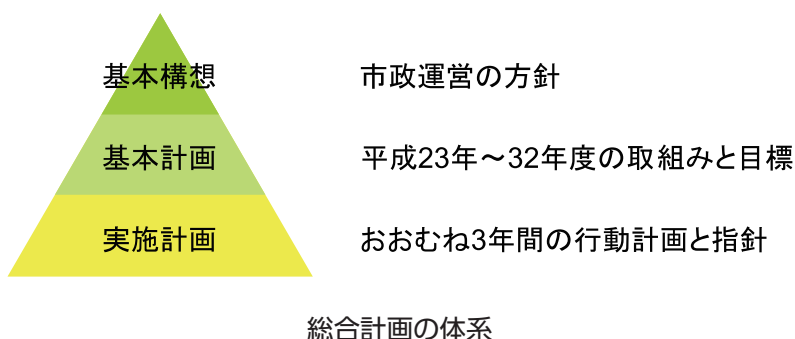 基本構想 市政運営の方針
基本計画 平成23年～32年度の取組みと目標
実施計画 おおむね3年間の行動計画と指針
総合計画の体系